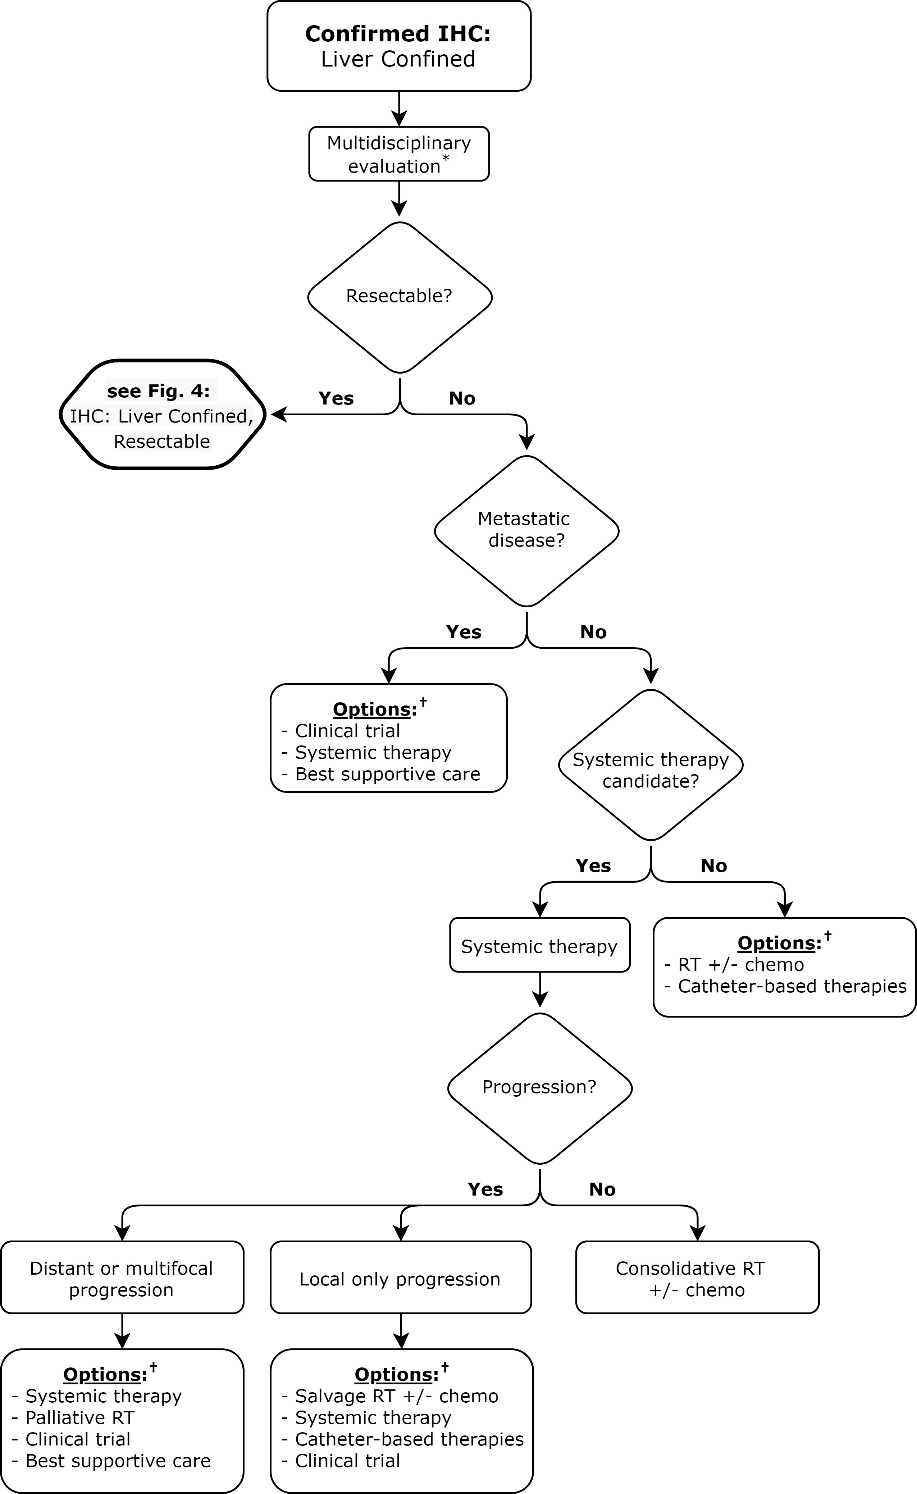 Confirmed IHC:
Liver Confined
Multidisciplinary
evaluation*
Resectable?
Yes
No
see Fig. 4:
IHC: Liver Confined,
Resectable
Metastatic
disease?
Yes
No
Options:†
- Clinical trial
- Systemic therapy
- Best supportive care
Systemic therapy
candidate?
Yes
No
Systemic therapy
Options:†
- RT +/- chemo
- Catheter-based therapies
Progression?
Yes
No
Distant or multifocal
progression
Local only progression
Consolidative RT
+/- chemo
Options:†
- Systemic therapy
- Palliative RT
- Clinical trial
- Best supportive care
Options:†
- Salvage RT +/- chemo
- Systemic therapy
- Catheter-based therapies
- Clinical trial